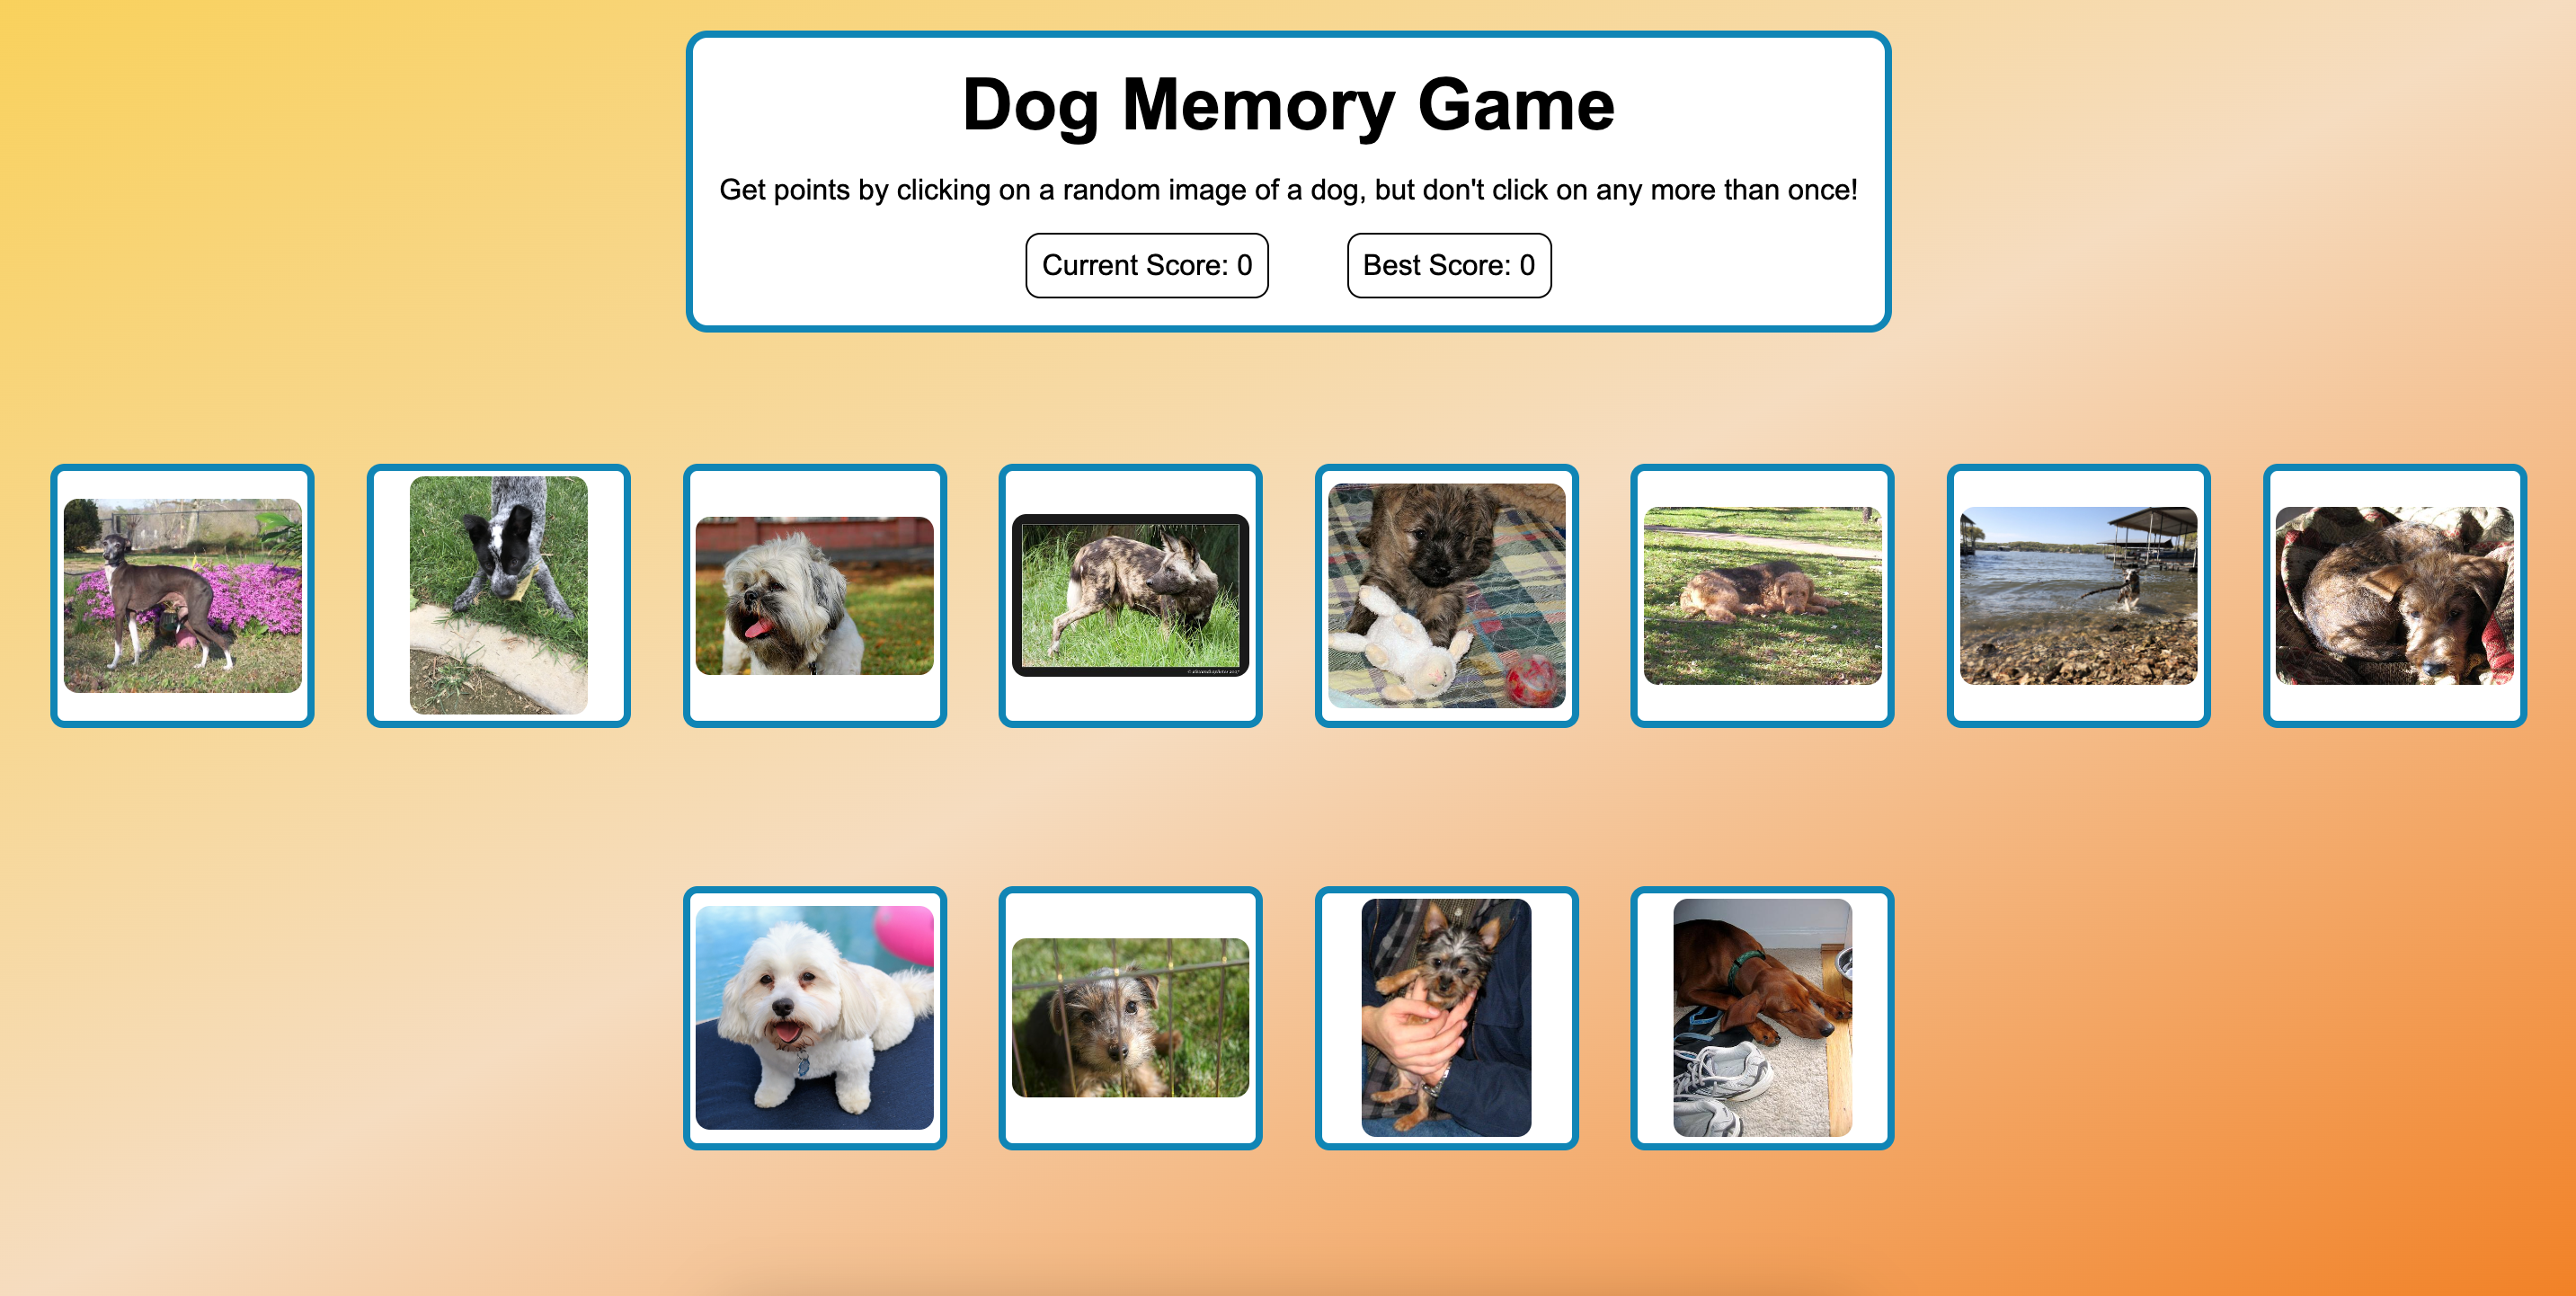 Dog Memory Game
Get points by clicking on a random image of a dog, but don't click on any more than once!
Current Score: 0
Best Score: 0